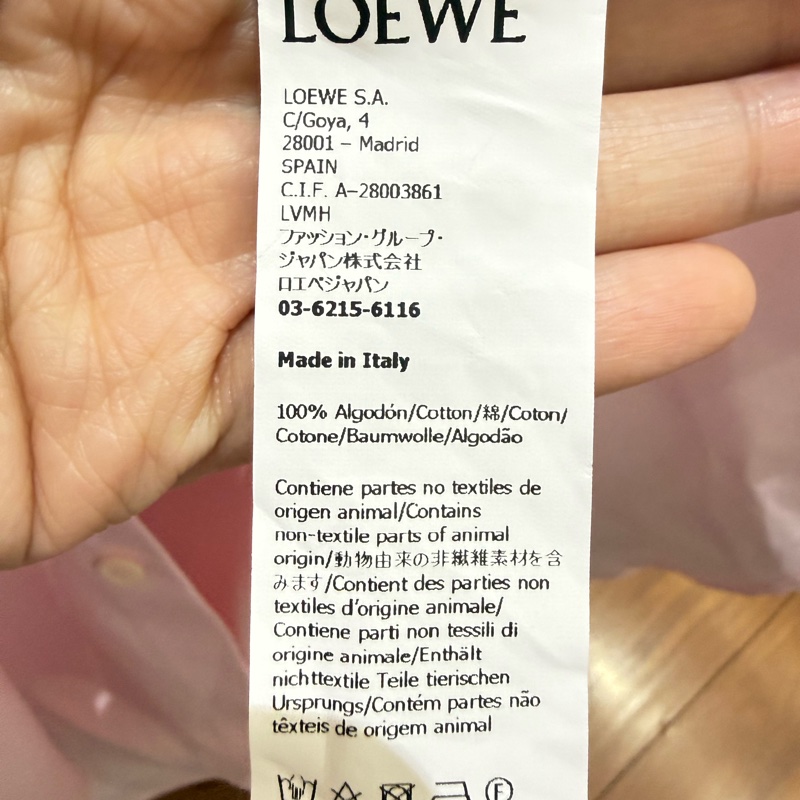 LOEWE
LOEWE S.A.
C/Goya, 4
28001 – Madrid
SPAIN
C.I.F. A–28003861
LVMH
ファッション・グループ・
ジャパン株式会社
ロエベジャパン
03-6215-6116
Made in Italy
100% Algodón/Cotton/綿/Coton/
Cotone/Baumwolle/Algodão
Contiene partes no textiles de
origen animal/Contains
non-textile parts of animal
origin/動物由来の非繊維素材を含
みます/Contient des parties non
textiles d'origine animale/
Contiene parti non tessili di
origine animale/Enthält
nichttextile Teile tierischen
Ursprungs/Contém partes não
têxteis de origem animal
F